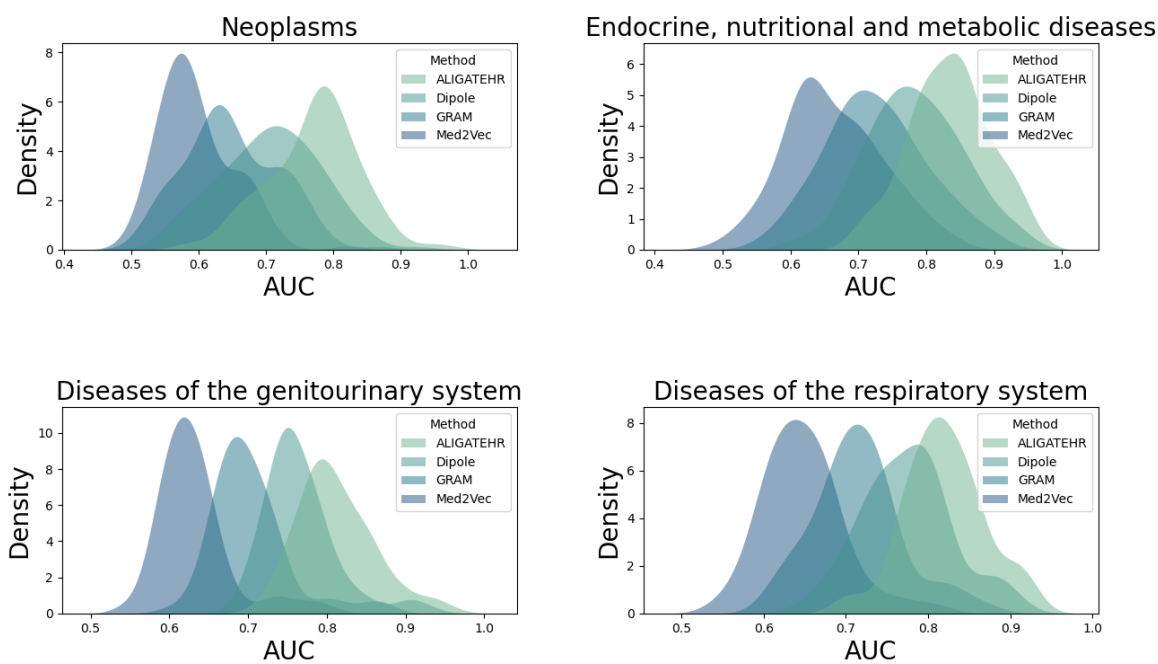 Neoplasms
Density
8
6
4
2
0
0.4 0.5 0.6 0.7 0.8 0.9 1.0
AUC
Method
ALIGATEHR
Dipole
GRAM
Med2Vec
Endocrine, nutritional and metabolic diseases
Density
6
5
4
3
2
1
0
0.4 0.5 0.6 0.7 0.8 0.9 1.0
AUC
Method
ALIGATEHR
Dipole
GRAM
Med2Vec
Diseases of the genitourinary system
Density
10
8
6
4
2
0
0.5 0.6 0.7 0.8 0.9 1.0
AUC
Method
ALIGATEHR
Dipole
GRAM
Med2Vec
Diseases of the respiratory system
Density
8
6
4
2
0
0.5 0.6 0.7 0.8 0.9 1.0
AUC
Method
ALIGATEHR
Dipole
GRAM
Med2Vec